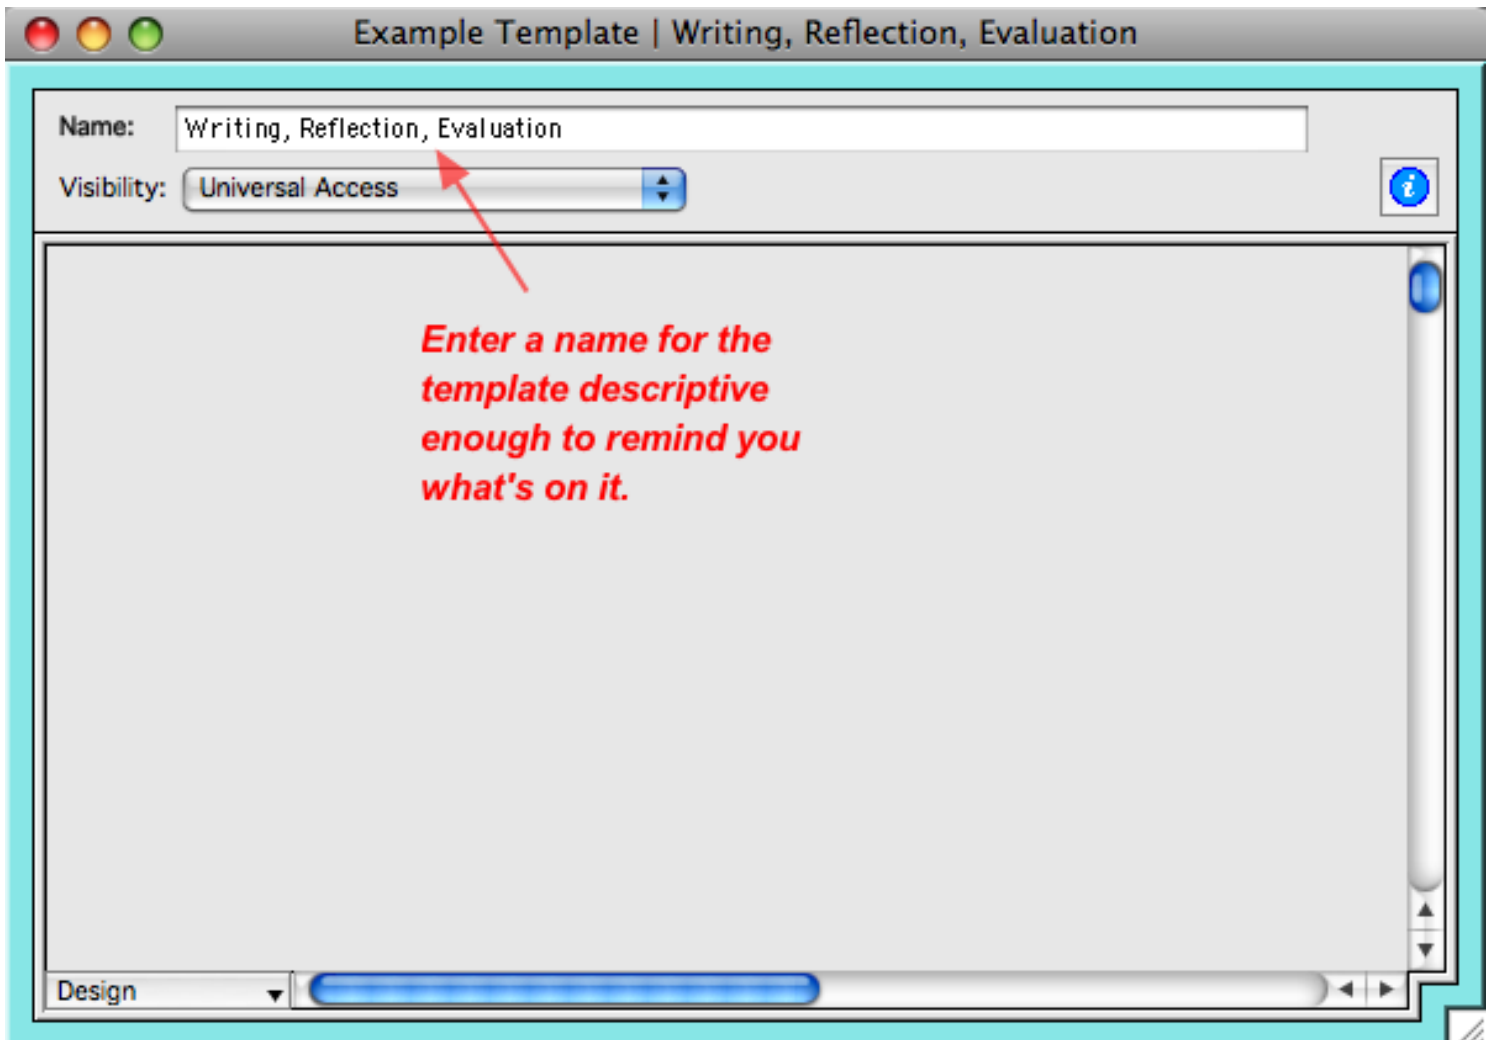 Example Template | Writing, Reflection, Evaluation
Name: Writing, Reflection, Evaluation
Visibility: Universal Access
i
Enter a name for the
template descriptive
enough to remind you
what's on it.
Design